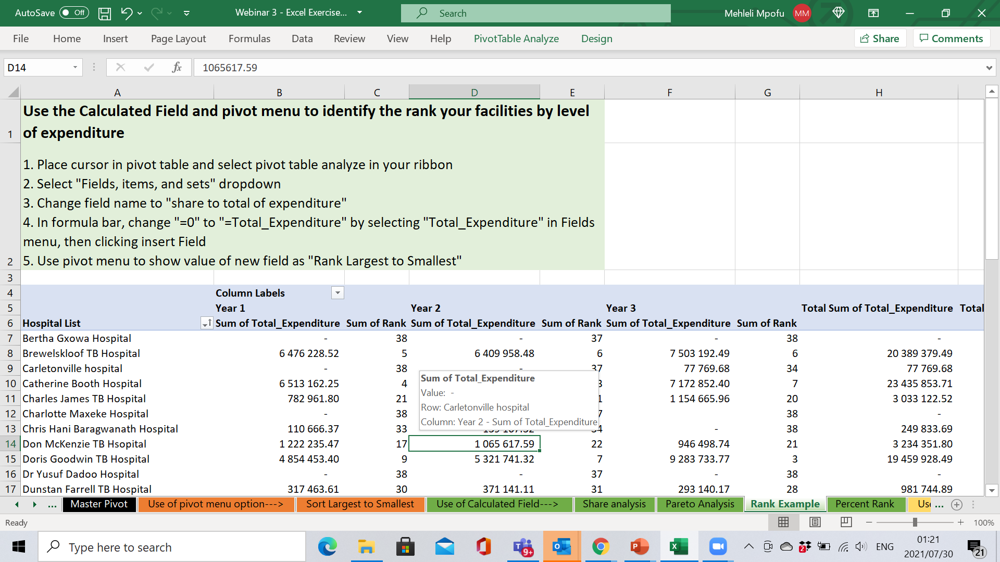 AutoSave Off Webinar 3 - Excel Exercise... Search Mehleli Mpofu MM
File Home Insert Page Layout Formulas Data Review View Help PivotTable Analyze Design Share Comments
D14 fx 1065617.59
A B C D E F G H
1 Use the Calculated Field and pivot menu to identify the rank your facilities by level
of expenditure
1. Place cursor in pivot table and select pivot table analyze in your ribbon
2. Select "Fields, items, and sets" dropdown
3. Change field name to "share to total of expenditure"
4. In formula bar, change "=0" to "=Total_Expenditure" by selecting "Total_Expenditure" in Fields
menu, then clicking insert Field
2 5. Use pivot menu to show value of new field as "Rank Largest to Smallest"
3
4 Column Labels
5 Year 1 Year 2 Year 3 Total Sum of Total_Expenditure Total
6 Hospital List Sum of Total_Expenditure Sum of Rank Sum of Total_Expenditure Sum of Rank Sum of Total_Expenditure Sum of Rank
7 Bertha Gxowa Hospital - 38 - 37 - 38 -
8 Brewelskloof TB Hospital 6 476 228.52 5 6 409 958.48 6 7 503 192.49 6 20 389 379.49
9 Carletonville hospital - 38 - 37 77 769.68 34 77 769.68
10 Catherine Booth Hospital 6 513 162.25 4 7 172 852.40 7 23 435 853.71
11 Charles James TB Hospital 782 961.80 21 1 1 154 665.96 20 3 033 122.52
12 Charlotte Maxeke Hospital - 38 7 38 -
13 Chris Hani Baragwanath Hospital 110 666.37 33 - 38 249 833.69
14 Don McKenzie TB Hsopital 1 222 235.47 17 1 065 617.59 22 946 498.74 21 3 234 351.80
15 Doris Goodwin TB Hospital 4 854 453.40 9 5 321 741.32 7 9 283 733.77 3 19 459 928.49
16 Dr Yusuf Dadoo Hospital - 38 - 37 - 38 -
17 Dunstan Farrell TB Hospital 317 463.61 30 371 141.11 31 293 140.17 28 981 744.89
Sum of Total_Expenditure
Value: -
Row: Carletonville hospital
Column: Year 2 - Sum of Total_Expenditure
... Master Pivot Use of pivot menu option---> Sort Largest to Smallest Use of Calculated Field---> Share analysis Pareto Analysis Rank Example Percent Rank Use ...
Ready 100%
Type here to search 9+ 2 ENG 01:21
2021/07/30 21